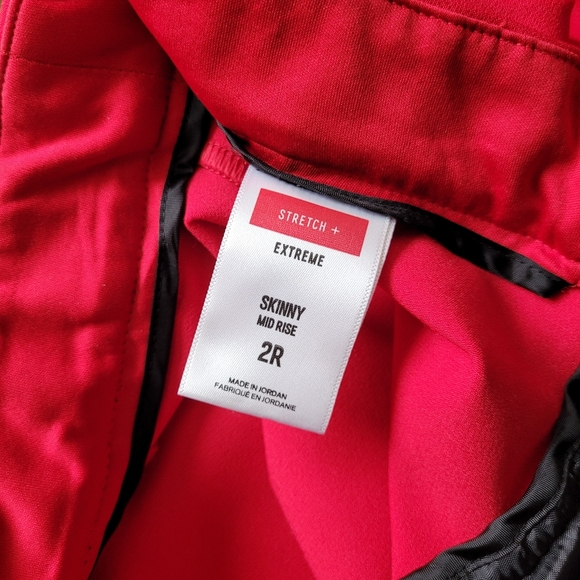 STRETCH +
EXTREME
SKINNY
MID RISE
2R
MADE IN JORDAN
FABRIQUÉ EN JORDANIE